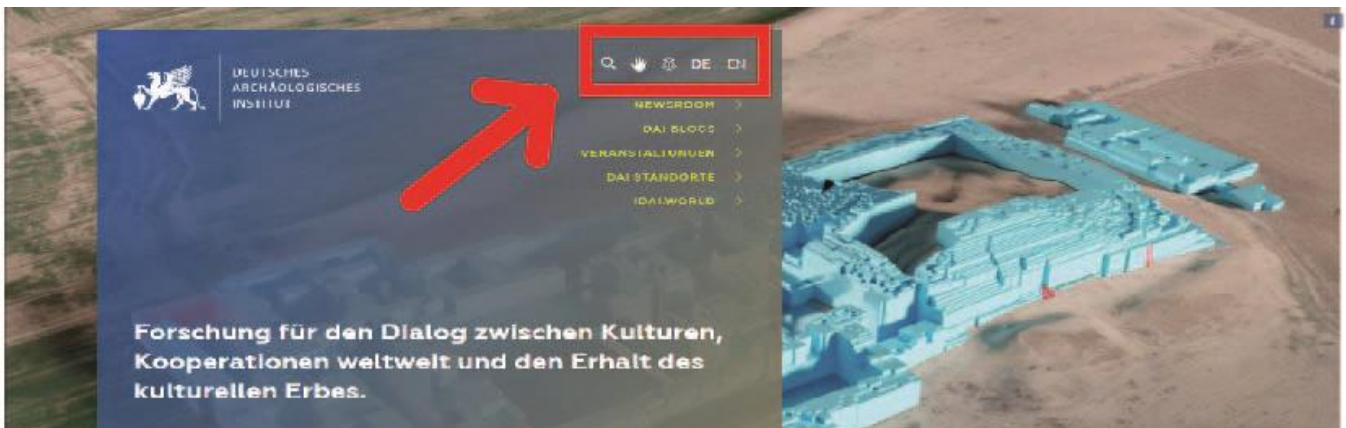 DEUTSCHES
ARCHÄOLOGISCHES
INSTITUT
DE EN
NEWSROOM
DAI BLOGS
VERANSTALTUNGEN
DAI STANDORTE
IDAI.WORLD
Forschung für den Dialog zwischen Kulturen,
Kooperationen weltweit und den Erhalt des
kulturellen Erbes.